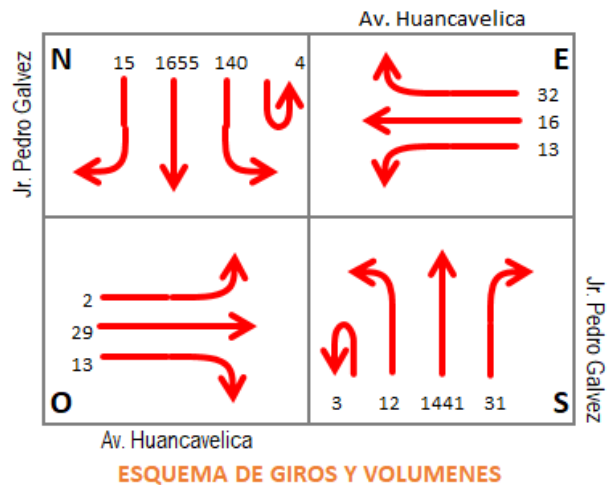 Av. Huancavelica
N 15 1655 140 4
E
32
16
13
Jr. Pedro Galvez
2
29
13
O
3 12 1441 31 S
Jr. Pedro Galvez
Av. Huancavelica
ESQUEMA DE GIROS Y VOLUMENES